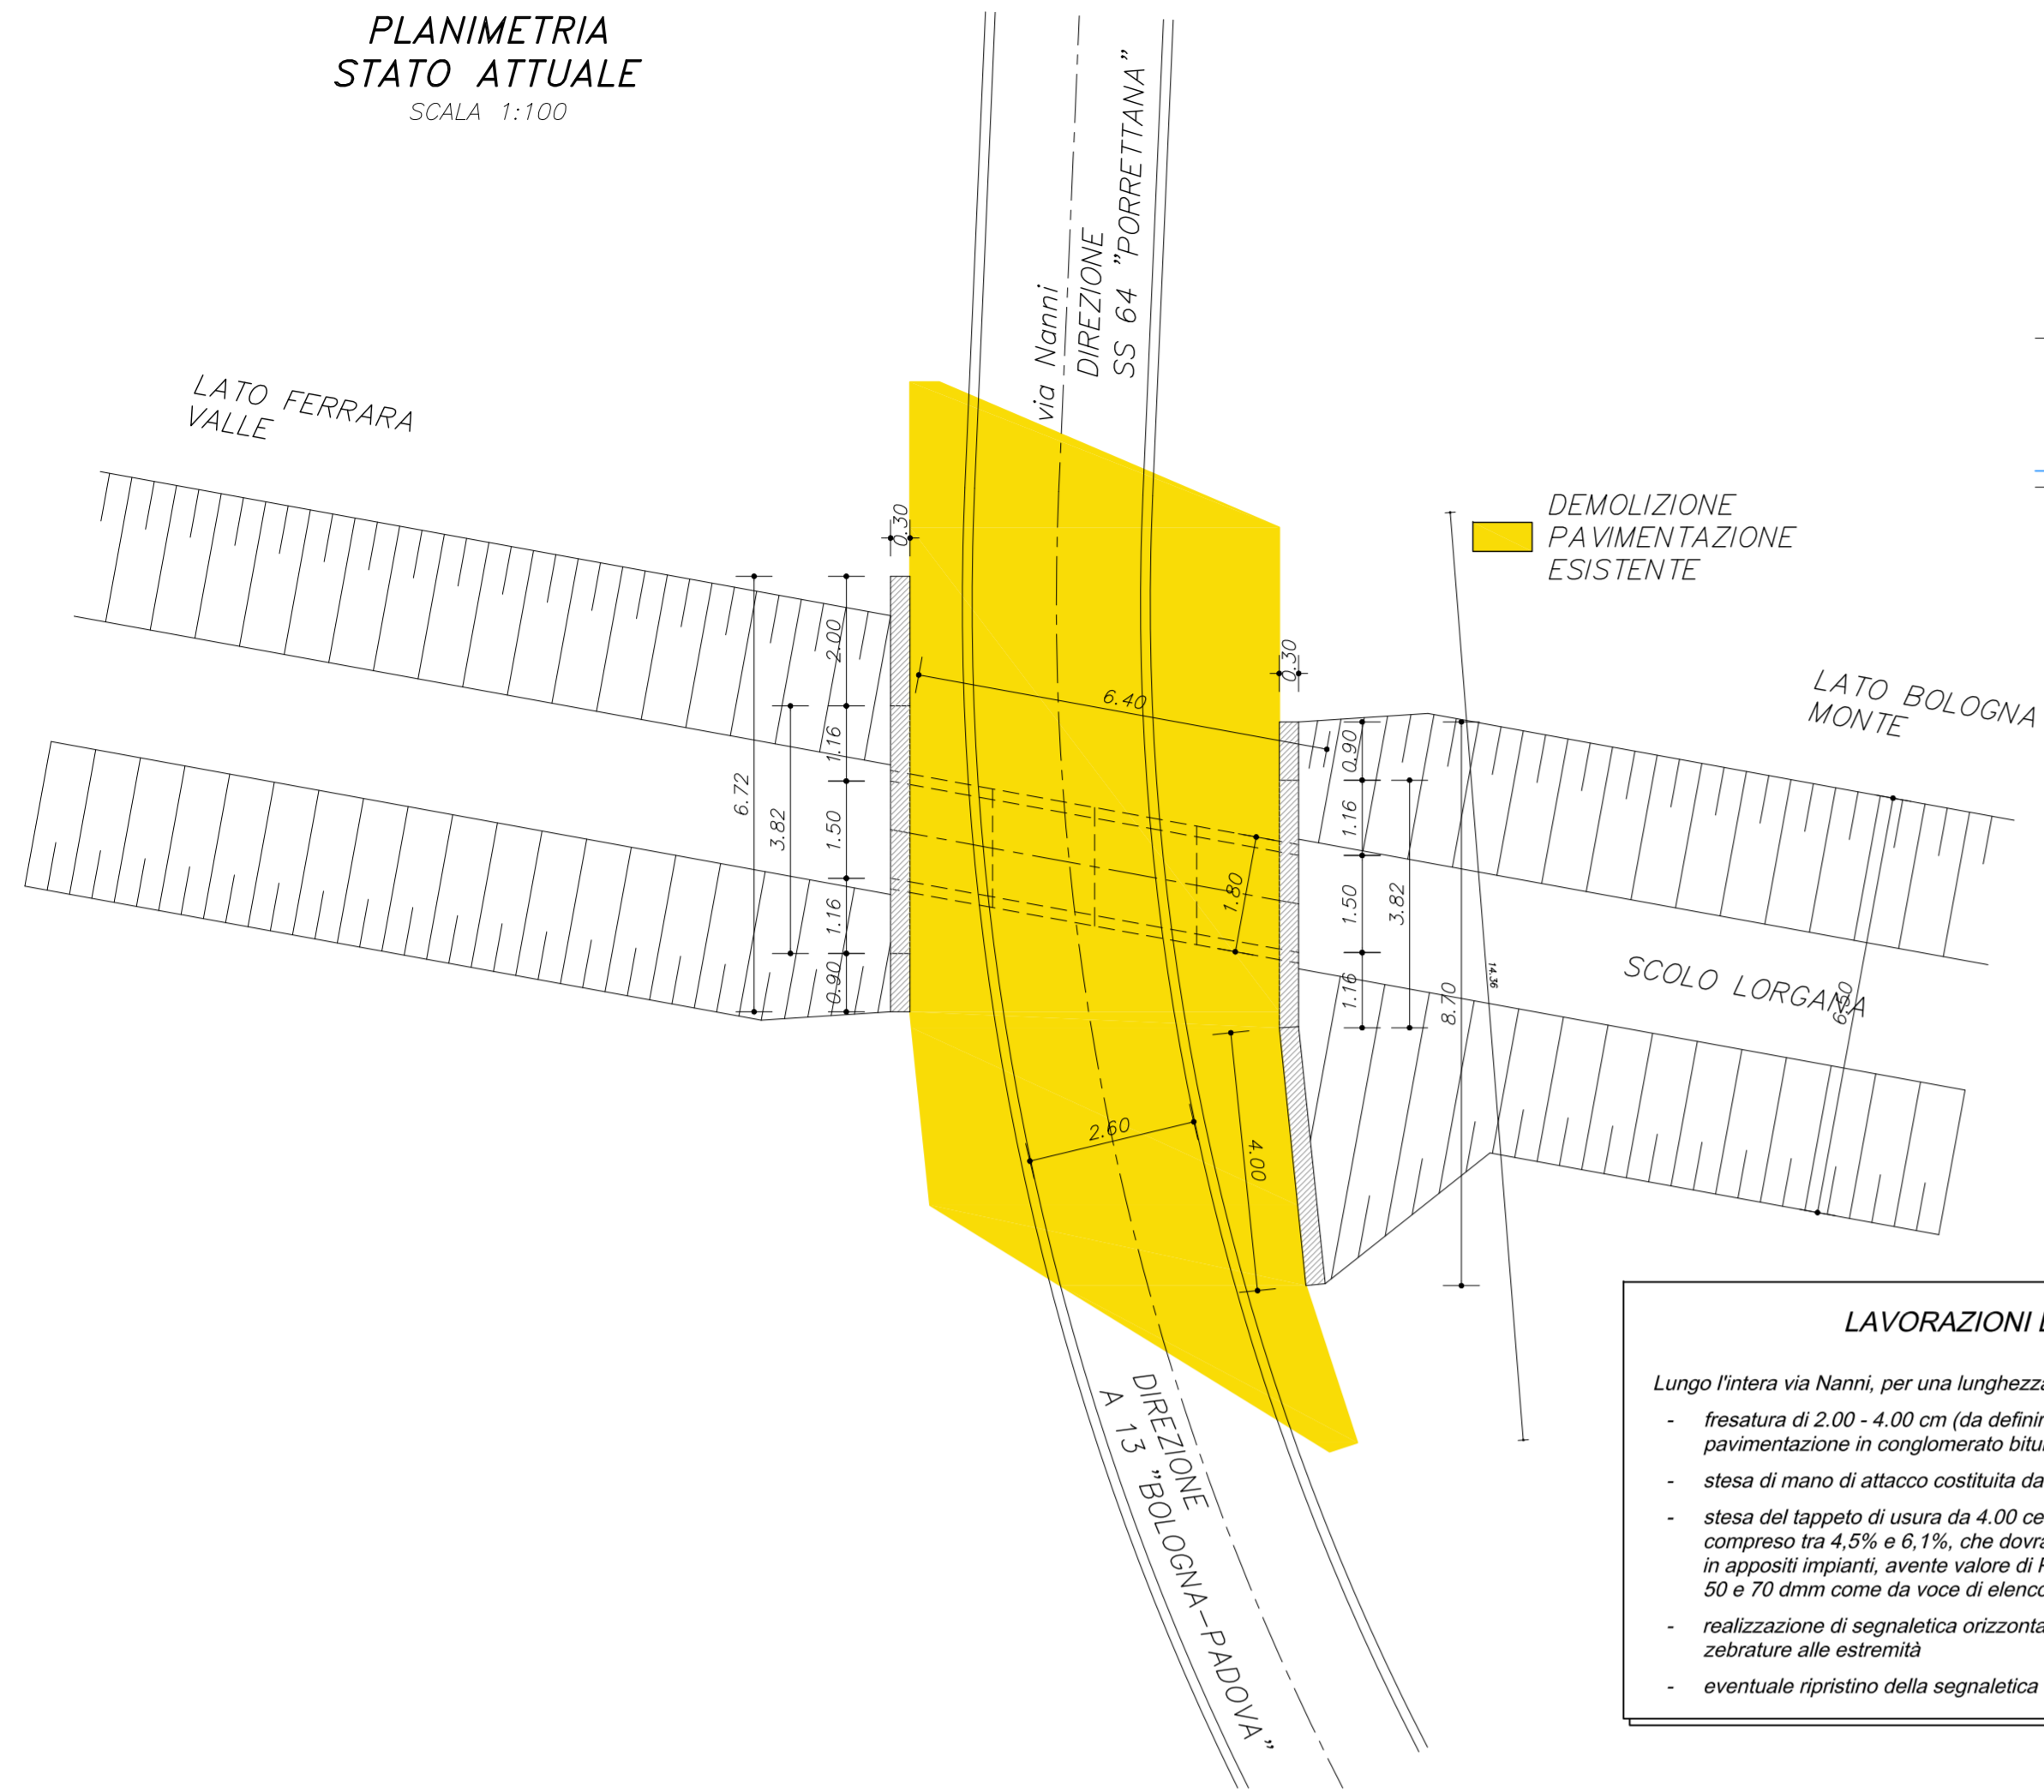 PLANIMETRIA
STATO ATTUALE
SCALA 1:100
via Nanni
DIREZIONE
SS 64 "PORRETTANA"
LATO FERRARA
VALLE
DEMOLIZIONE
PAVIMENTAZIONE
ESISTENTE
LATO BOLOGNA
MONTE
0.30
2.00
1.16
1.50
1.16
0.90
3.82
6.72
6.40
0.30
0.90
1.16
1.50
1.16
3.82
8.70
1.80
14.36
SCOLO LORGANA
6.50
2.60
4.00
DIREZIONE
A 13 "BOLOGNA-PADOVA"
LAVORAZIONI
Lungo l'intera via Nanni, per una lunghezza
- fresatura di 2.00 - 4.00 cm (da definir
pavimentazione in conglomerato bitu
- stesa di mano di attacco costituita da
- stesa del tappeto di usura da 4.00 ce
compreso tra 4,5% e 6,1%, che dovra
in appositi impianti, avente valore di
50 e 70 dmm come da voce di elenco
- realizzazione di segnaletica orizzonta
zebrature alle estremità
- eventuale ripristino della segnaletica